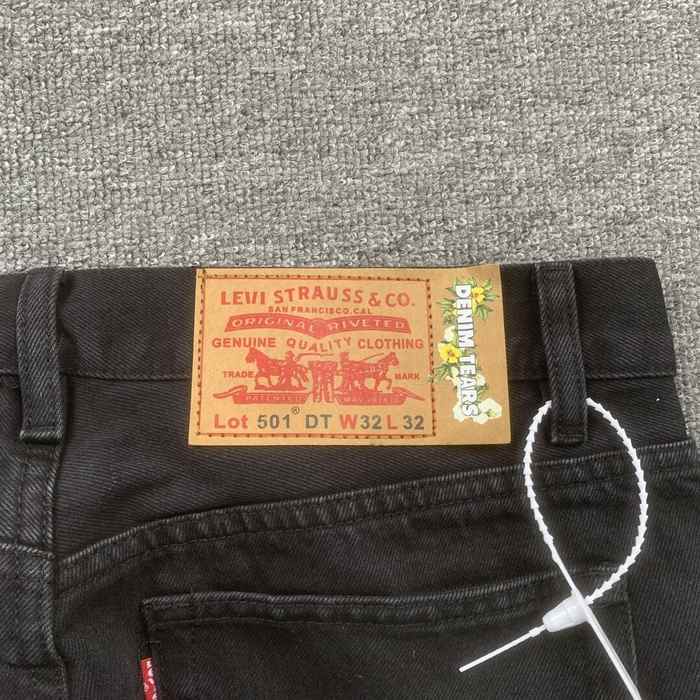 LEVI STRAUSS & CO.
SAN FRANCISCO.CAL
ORIGINAL RIVETED
GENUINE QUALITY CLOTHING
TRADE MARK
Lot 501® DT W32 L 32
DENIM TEARS